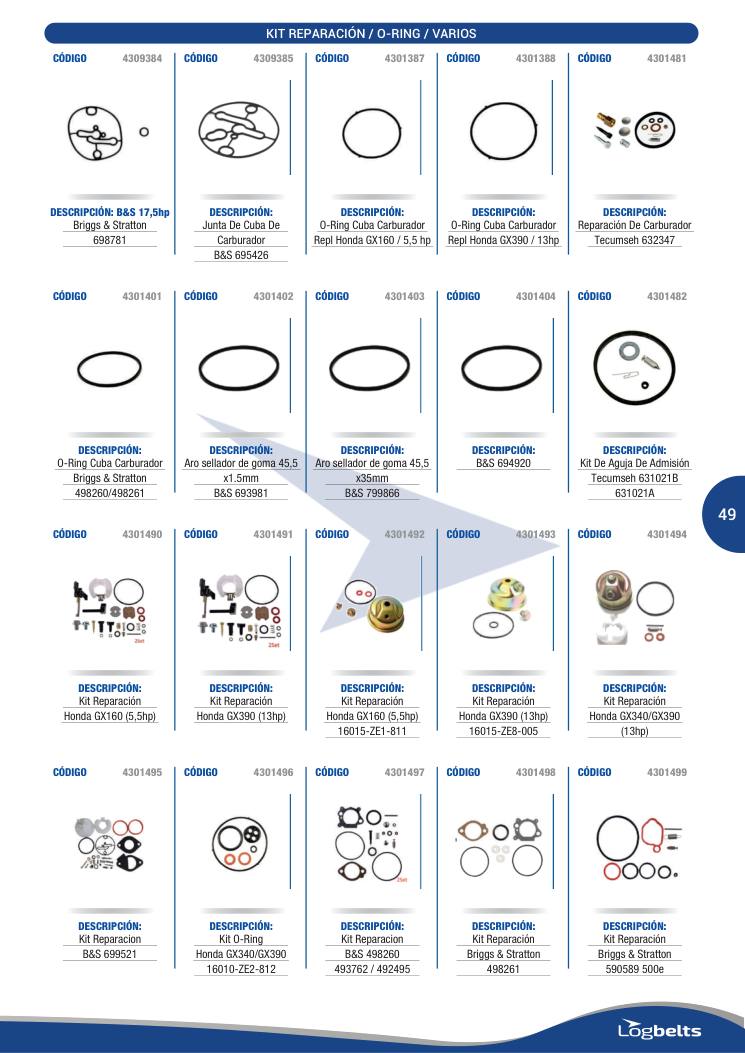 KIT REPARACIÓN / O-RING / VARIOS
CÓDIGO 4309384
DESCRIPCIÓN: B&S 17,5hp
Briggs & Stratton
698781
CÓDIGO 4309385
DESCRIPCIÓN:
Junta De Cuba De
Carburador
B&S 695426
CÓDIGO 4301387
DESCRIPCIÓN:
O-Ring Cuba Carburador
Repl Honda GX160 / 5,5 hp
CÓDIGO 4301388
DESCRIPCIÓN:
O-Ring Cuba Carburador
Repl Honda GX390 / 13hp
CÓDIGO 4301481
DESCRIPCIÓN:
Reparación De Carburador
Tecumseh 632347
CÓDIGO 4301401
DESCRIPCIÓN:
O-Ring Cuba Carburador
Briggs & Stratton
498260/498261
CÓDIGO 4301402
DESCRIPCIÓN:
Aro sellador de goma 45,5
x1.5mm
B&S 693981
CÓDIGO 4301403
DESCRIPCIÓN:
Aro sellador de goma 45,5
x35mm
B&S 799866
CÓDIGO 4301404
DESCRIPCIÓN:
B&S 694920
CÓDIGO 4301482
DESCRIPCIÓN:
Kit De Aguja De Admisión
Tecumseh 631021B
631021A
49
CÓDIGO 4301490
2Set
DESCRIPCIÓN:
Kit Reparación
Honda GX160 (5,5hp)
CÓDIGO 4301491
2Set
DESCRIPCIÓN:
Kit Reparación
Honda GX390 (13hp)
CÓDIGO 4301492
DESCRIPCIÓN:
Kit Reparación
Honda GX160 (5,5hp)
16015-ZE1-811
CÓDIGO 4301493
DESCRIPCIÓN:
Kit Reparación
Honda GX390 (13hp)
16015-ZE8-005
CÓDIGO 4301494
DESCRIPCIÓN:
Kit Reparación
Honda GX340/GX390
(13hp)
CÓDIGO 4301495
DESCRIPCIÓN:
Kit Reparacion
B&S 699521
CÓDIGO 4301496
DESCRIPCIÓN:
Kit O-Ring
Honda GX340/GX390
16010-ZE2-812
CÓDIGO 4301497
2Set
DESCRIPCIÓN:
Kit Reparacion
B&S 498260
493762 / 492495
CÓDIGO 4301498
DESCRIPCIÓN:
Kit Reparación
Briggs & Stratton
498261
CÓDIGO 4301499
DESCRIPCIÓN:
Kit Reparación
Briggs & Stratton
590589 500e
Logbelts